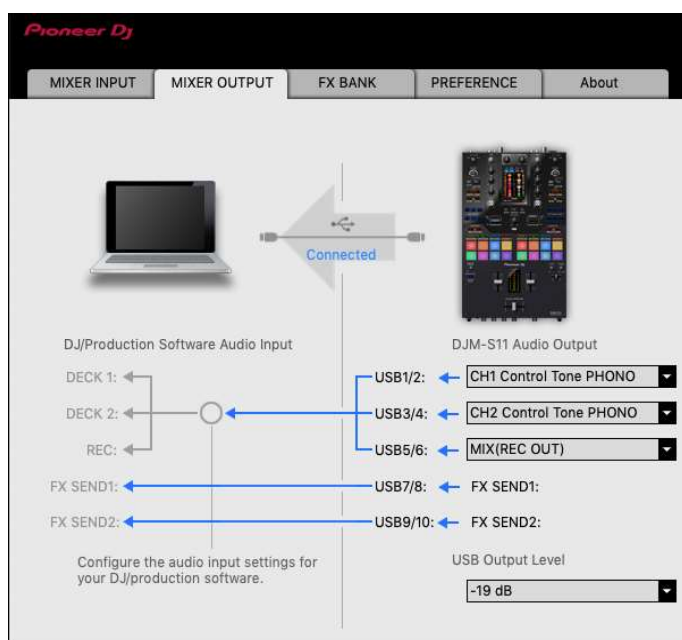 Pioneer Dj
MIXER INPUT
MIXER OUTPUT
FX BANK
PREFERENCE
About
Connected
DJ/Production Software Audio Input
DJM-S11 Audio Output
DECK 1:
USB1/2:
CH1 Control Tone PHONO
DECK 2:
USB3/4:
CH2 Control Tone PHONO
REC:
USB5/6:
MIX(REC OUT)
FX SEND1:
USB7/8:
FX SEND1:
FX SEND2:
USB9/10:
FX SEND2:
Configure the audio input settings for
your DJ/production software.
USB Output Level
-19 dB